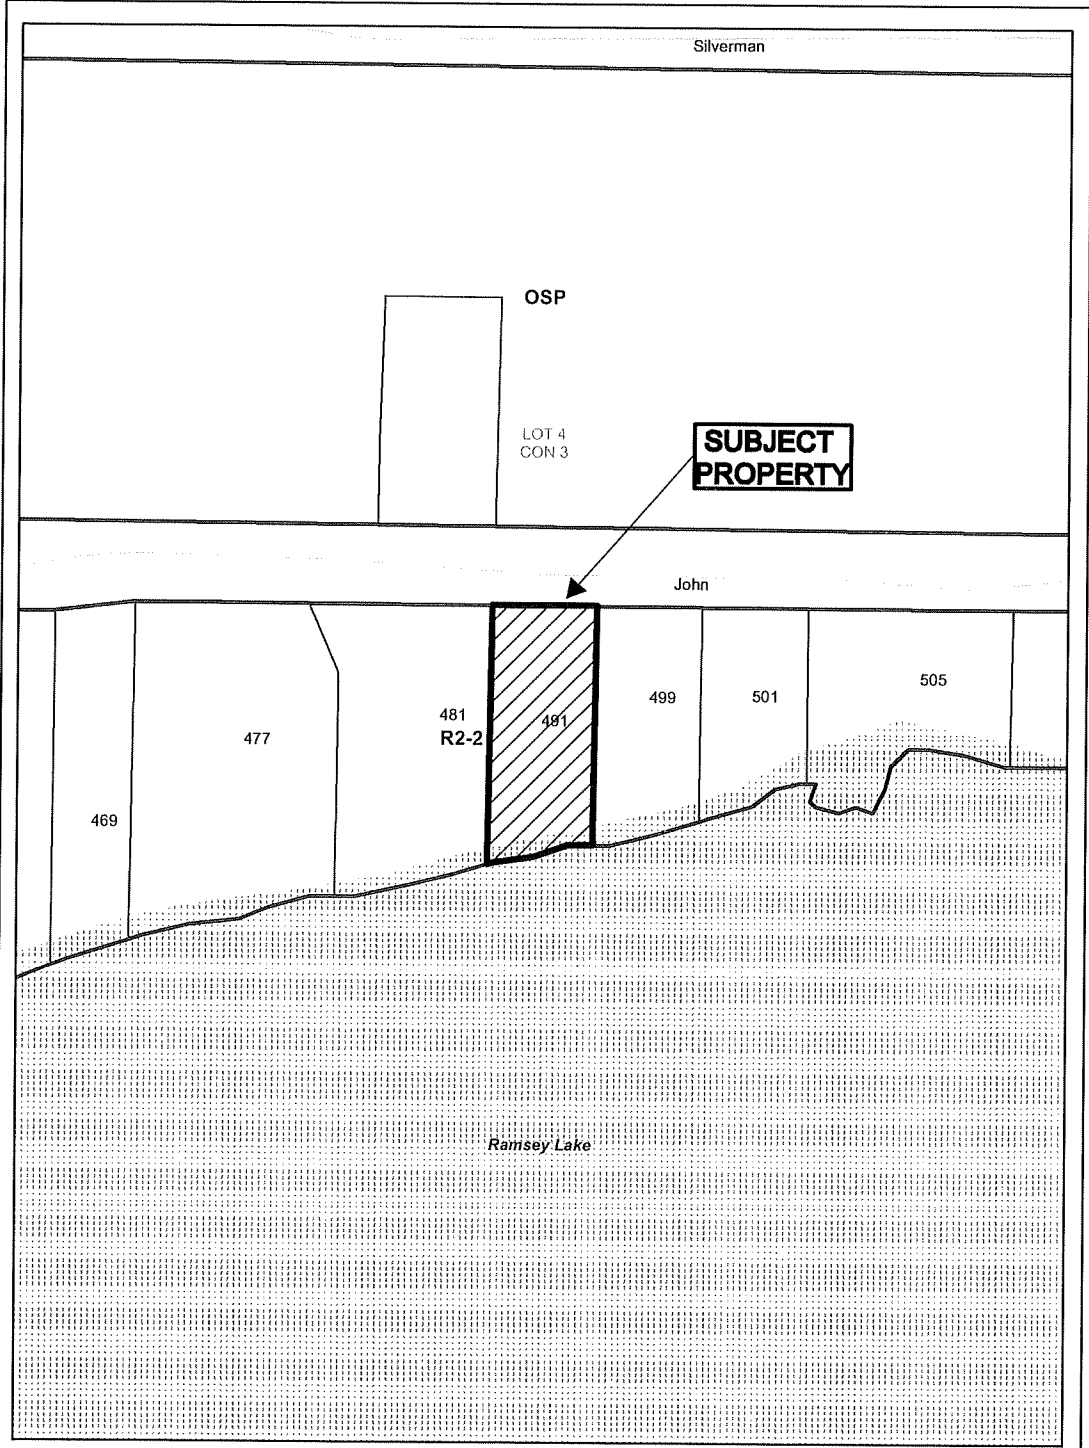 Silverman
OSP
LOT 4
CON 3
SUBJECT
PROPERTY
John
505
501
499
481
491
R2-2
477
469
Ramsey Lake